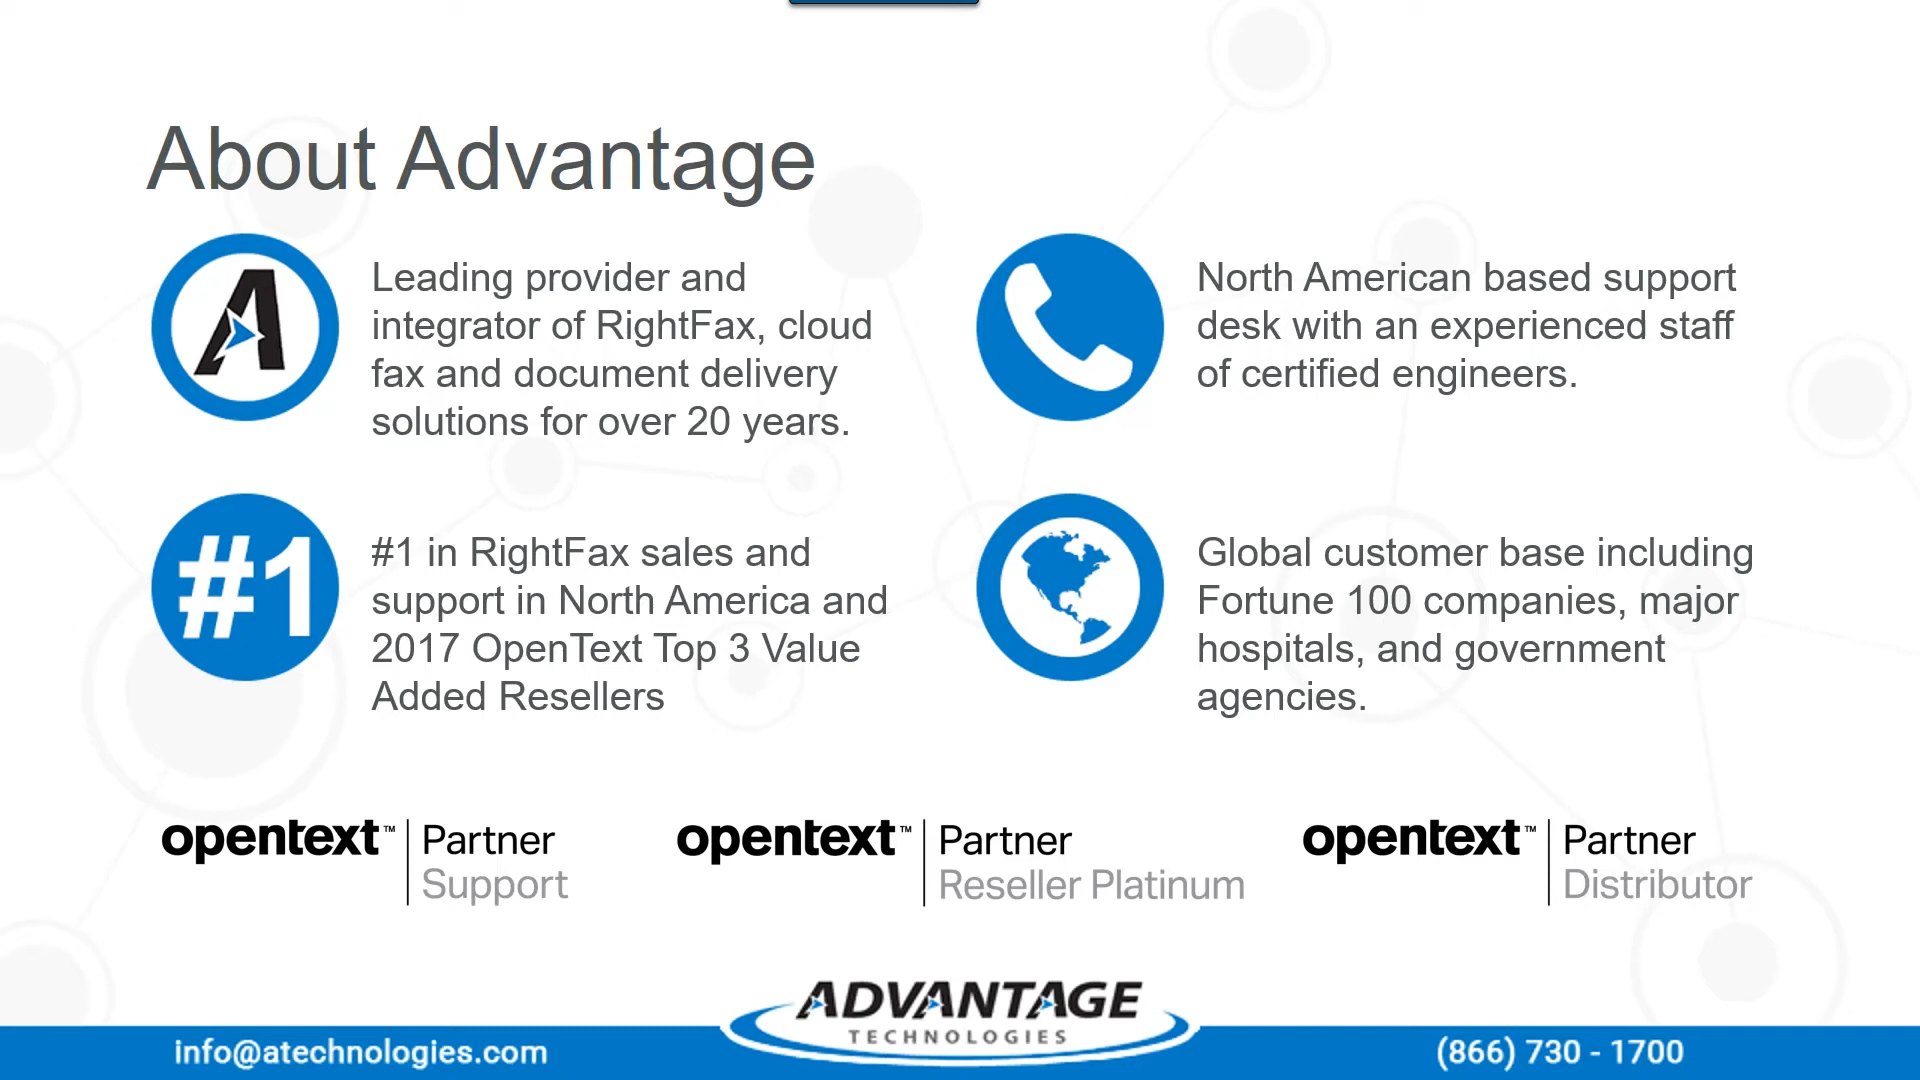 About Advantage
Leading provider and
integrator of RightFax, cloud
fax and document delivery
solutions for over 20 years.
North American based support
desk with an experienced staff
of certified engineers.
#1
#1 in RightFax sales and
support in North America and
2017 OpenText Top 3 Value
Added Resellers
Global customer base including
Fortune 100 companies, major
hospitals, and government
agencies.
opentext™ | Partner
Support
opentext™ | Partner
Reseller Platinum
opentext™ | Partner
Distributor
ADVANTAGE
TECHNOLOGIES
info@atechnologies.com
(866) 730 - 1700